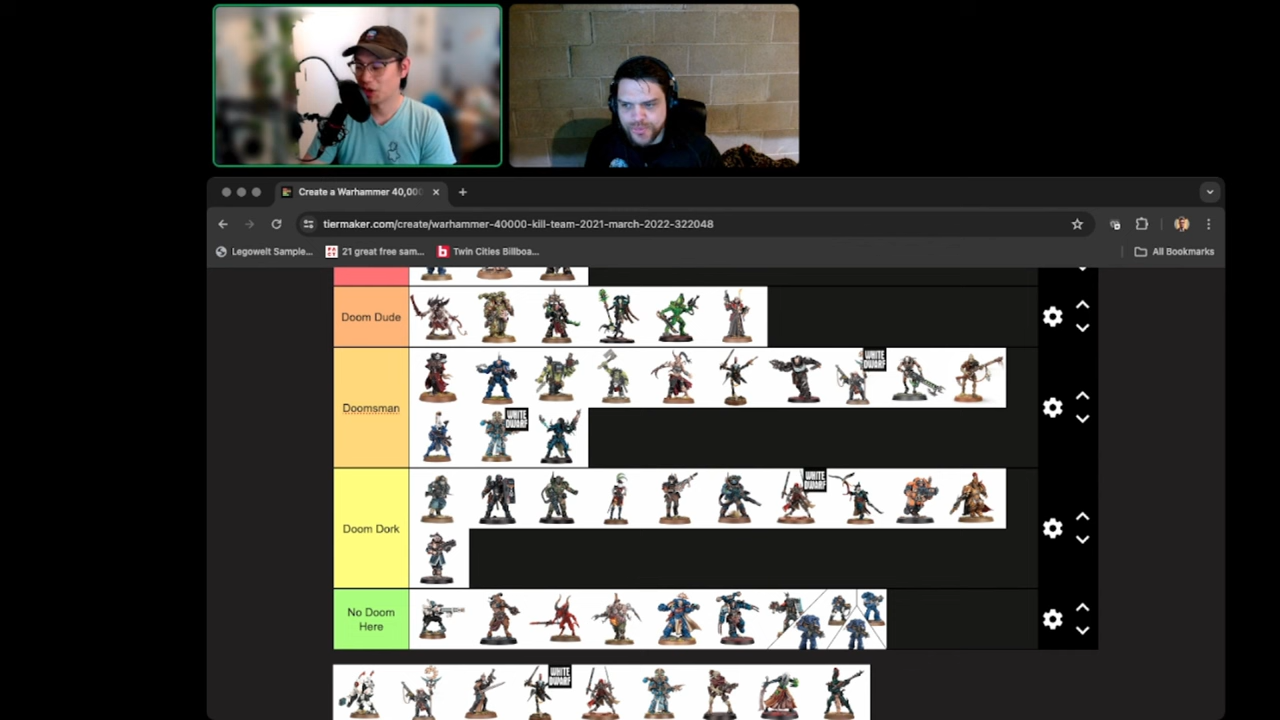 Create a Warhammer 40,00
tiermaker.com/create/warhammer-40000-kill-team-2021-march-2022-322048
Legowelt Sample...
21 great free sam...
Twin Cities Billboa...
All Bookmarks
Doom Dude
WHITE DWARF
Doomsman
WHITE DWARF
WHITE DWARF
Doom Dork
No Doom
Here
WHITE DWARF